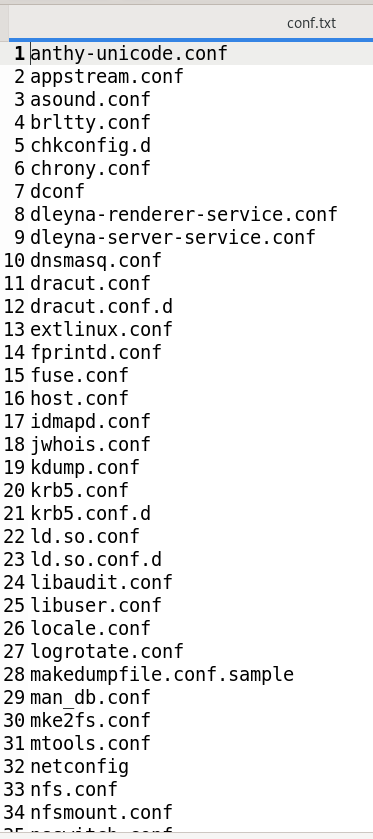 conf.txt
1 anthy-unicode.conf
2 appstream.conf
3 asound.conf
4 brltty.conf
5 chkconfig.d
6 chrony.conf
7 dconf
8 dleyna-renderer-service.conf
9 dleyna-server-service.conf
10 dnsmasq.conf
11 dracut.conf
12 dracut.conf.d
13 extlinux.conf
14 fprintd.conf
15 fuse.conf
16 host.conf
17 idmapd.conf
18 jwhois.conf
19 kdump.conf
20 krb5.conf
21 krb5.conf.d
22 ld.so.conf
23 ld.so.conf.d
24 libaudit.conf
25 libuser.conf
26 locale.conf
27 logrotate.conf
28 makedumpfile.conf.sample
29 man_db.conf
30 mke2fs.conf
31 mtools.conf
32 netconfig
33 nfs.conf
34 nfsmount.conf